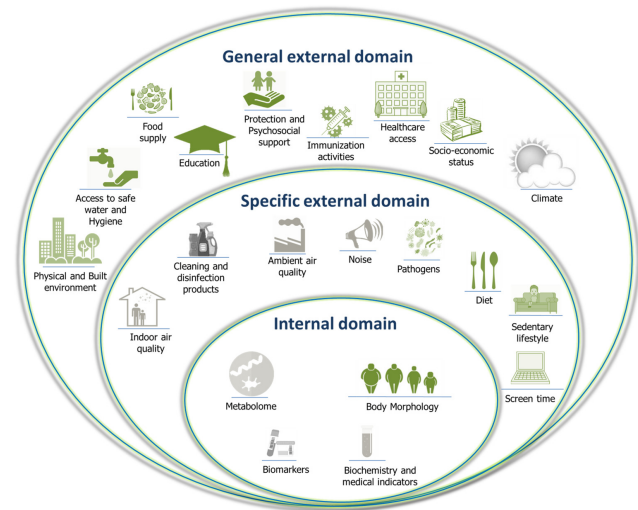 General external domain
Food
supply
Education
Protection and
Psychosocial
support
Immunization
activities
Healthcare
access
Socio-economic
status
Climate
Access to safe
water and
Hygiene
Physical and Built
environment
Specific external domain
Cleaning and
disinfection
products
Ambient air
quality
Noise
Pathogens
Diet
Sedentary
lifestyle
Indoor air
quality
Screen time
Internal domain
Metabolome
Body Morphology
Biomarkers
Biochemistry and
medical indicators